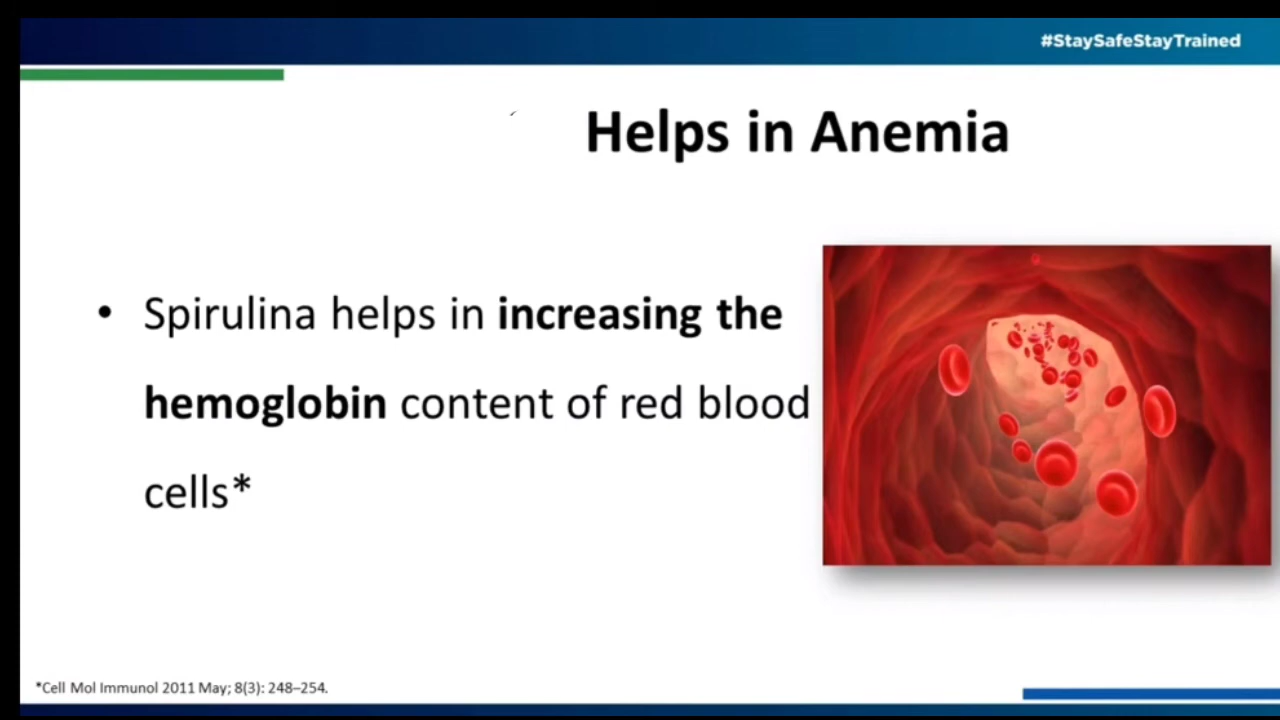 #StaySafeStayTrained
Helps in Anemia
• Spirulina helps in increasing the
hemoglobin content of red blood
cells*
*Cell Mol Immunol 2011 May; 8(3): 248–254.